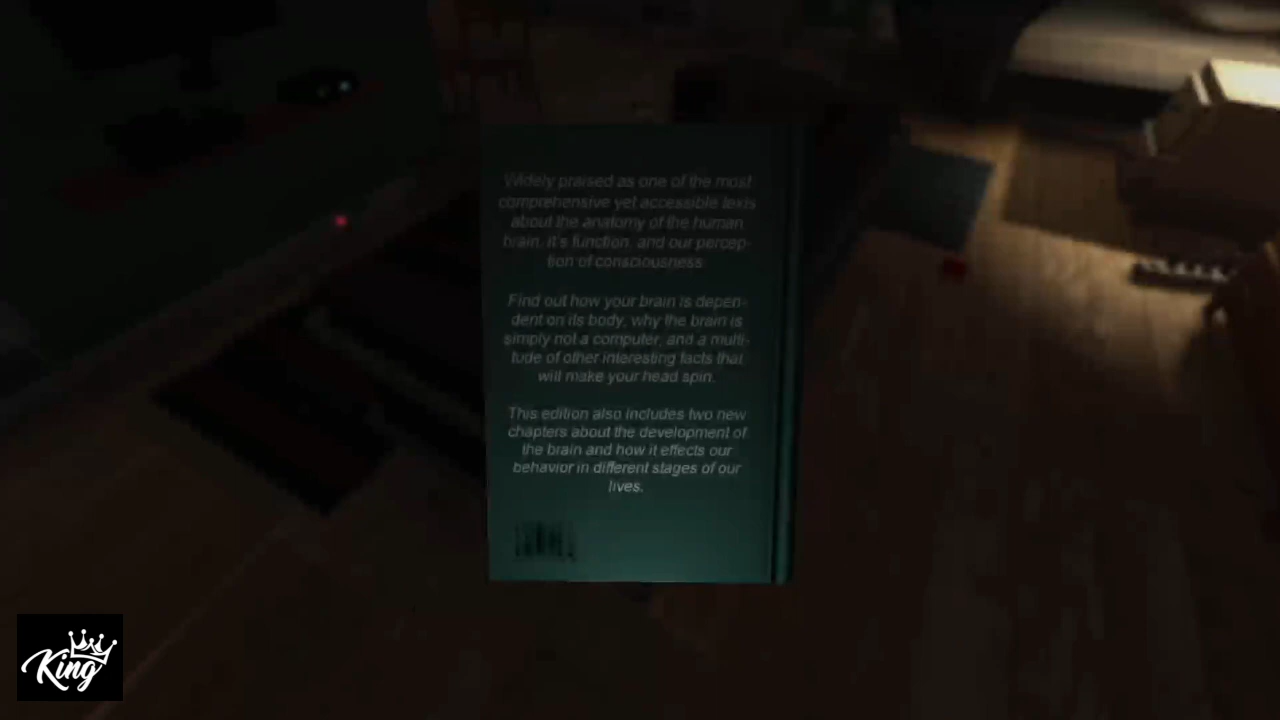 Widely praised as one of the most
comprehensive yet accessible texts
about the anatomy of the human
brain, it's function, and our percep-
tion of consciousness.
Find out how your brain is depen-
dent on its body, why the brain is
simply not a computer, and a multi-
tude of other interesting facts that
will make your head spin.
This edition also includes two new
chapters about the development of
the brain and how it effects our
behavior in different stages of our
lives.
King